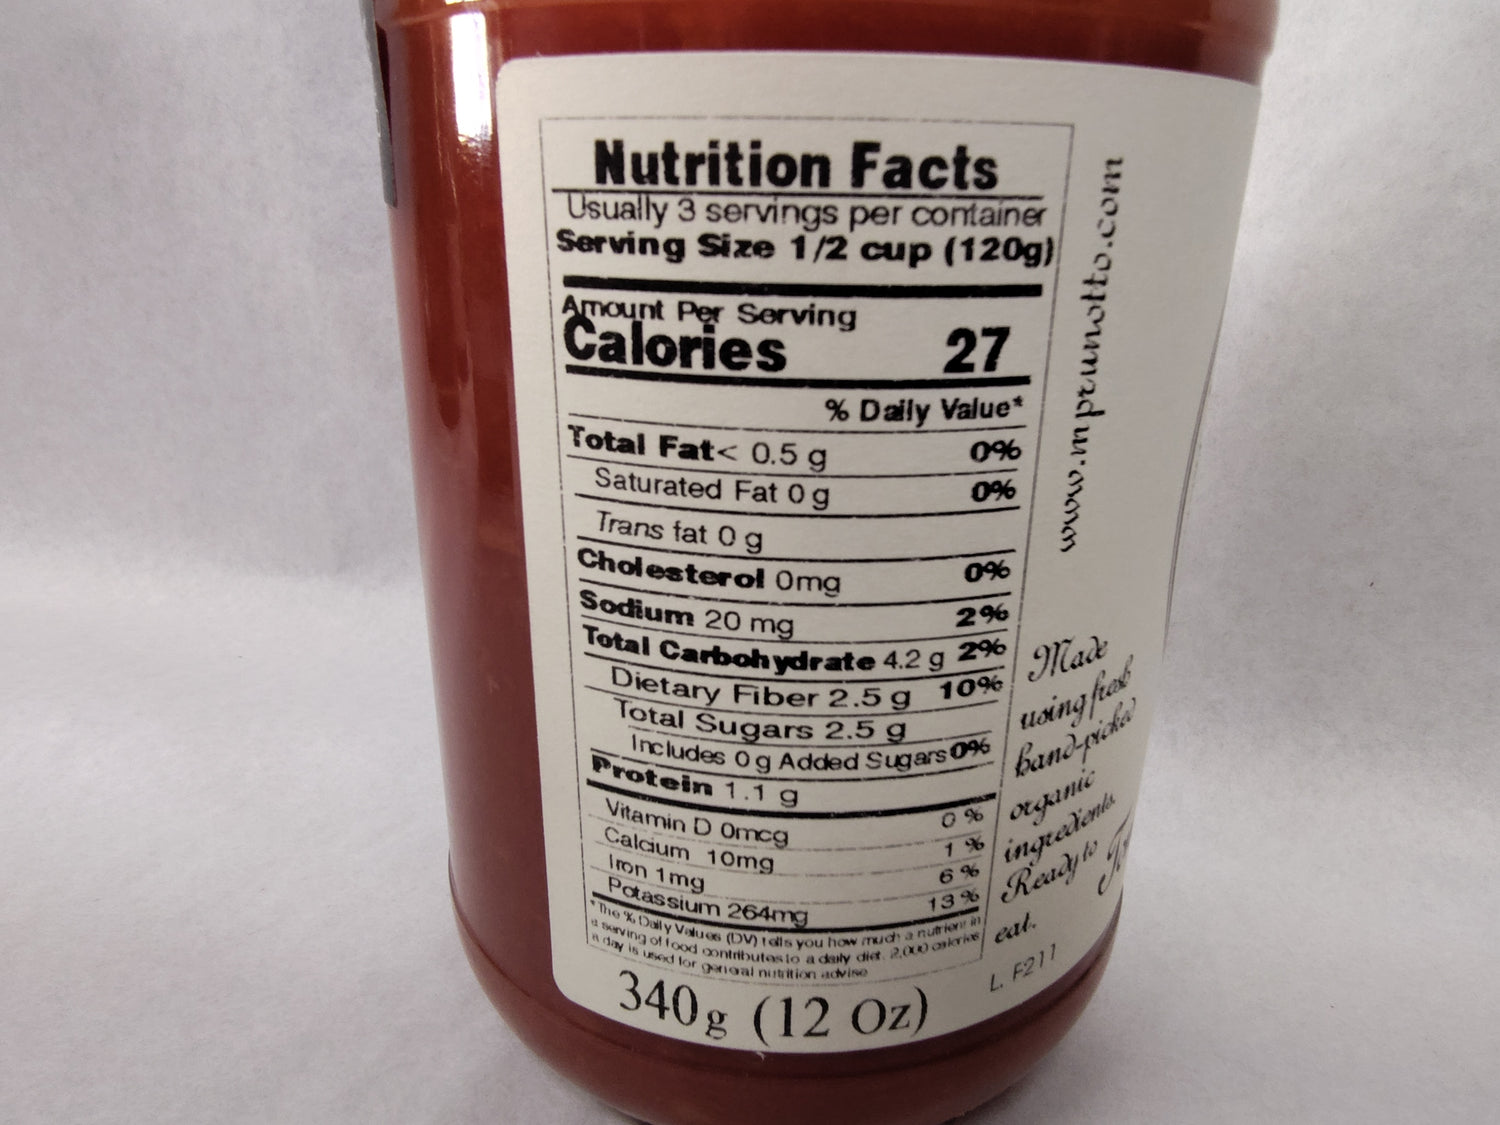 Nutrition Facts
Usually 3 servings per container
Serving Size 1/2 cup (120g)
Amount Per Serving
Calories 27
% Daily Value*
Total Fat< 0.5 g 0%
Saturated Fat 0 g 0%
Trans fat 0 g
Cholesterol 0mg 0%
Sodium 20 mg 2%
Total Carbohydrate 4.2 g 2%
Dietary Fiber 2.5 g 10%
Total Sugars 2.5 g
Includes 0g Added Sugars 0%
Protein 1.1 g
Vitamin D 0mcg 0 %
Calcium 10mg 1 %
Iron 1mg 6 %
Potassium 264mg 13 %
*The % Daily Values (DV) tells you how much a nutrient in
a serving of food contributes to a daily diet. 2,000 calories
a day is used for general nutrition advise
340g (12 Oz)
www.mprunotto.com
Made
using fresh
hand-picked
organic
ingredients.
Ready to
eat.
L. F211